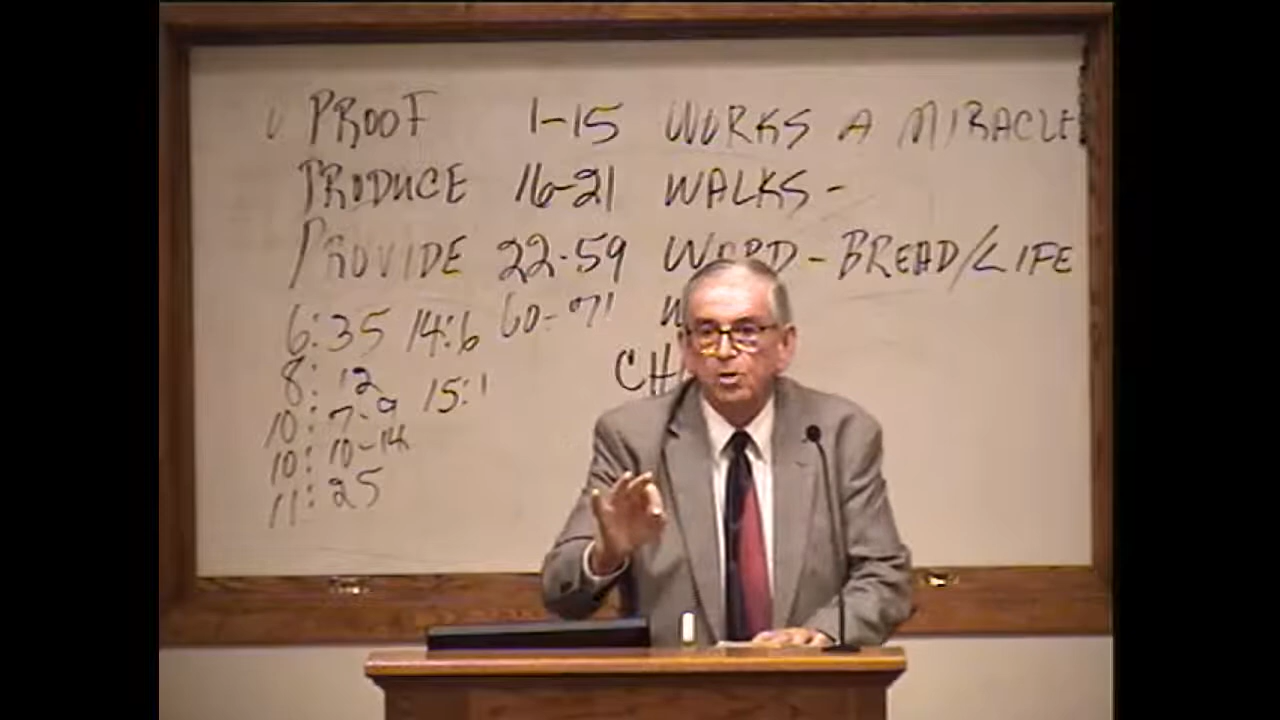 PROOF 1-15 WORKS A MIRACLE
PRODUCE 16-21 WALKS -
PROVIDE 22-59 WORD - BREAD/LIFE
6:35 14:6 60-71
8:12 15:1
10:7-9
10:10-14
11:25